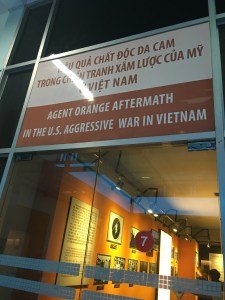 HẬU QUẢ CHẤT ĐỘC DA CAM
TRONG CHIẾN TRANH XÂM LƯỢC CỦA MỸ
Ở VIỆT NAM
AGENT ORANGE AFTERMATH
IN THE U.S. AGGRESSIVE WAR IN VIETNAM
7